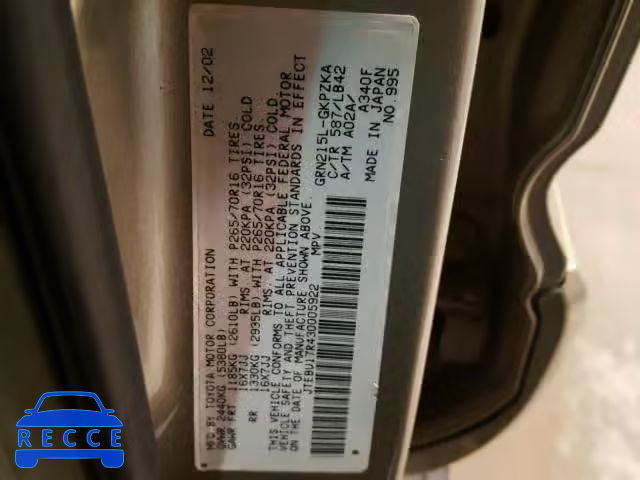 MFD.BY TOYOTA MOTOR CORPORATION DATE 12/02
GVWR 2440KG (5380LB)
GAWR FRT 1185KG (2610LB) WITH P265/70R16 TIRES.
16X7JJ RIMS. AT 220KPA (32PSI) COLD
RR 1330KG (2935LB) WITH P265/70R16 TIRES.
16X7JJ RIMS. AT 220KPA (32PSI) COLD.
THIS VEHICLE CONFORMS TO ALL APPLICABLE FEDERAL MOTOR
VEHICLE SAFETY AND THEFT PREVENTION STANDARDS IN EFFECT
ON THE DATE OF MANUFACTURE SHOWN ABOVE.
JTEBU17R430005922 MPV
GRN215L-GKPZKA
C/TR 587/LB42
A/TM A02A/ A340F
MADE IN JAPAN
NO.995
RECCE